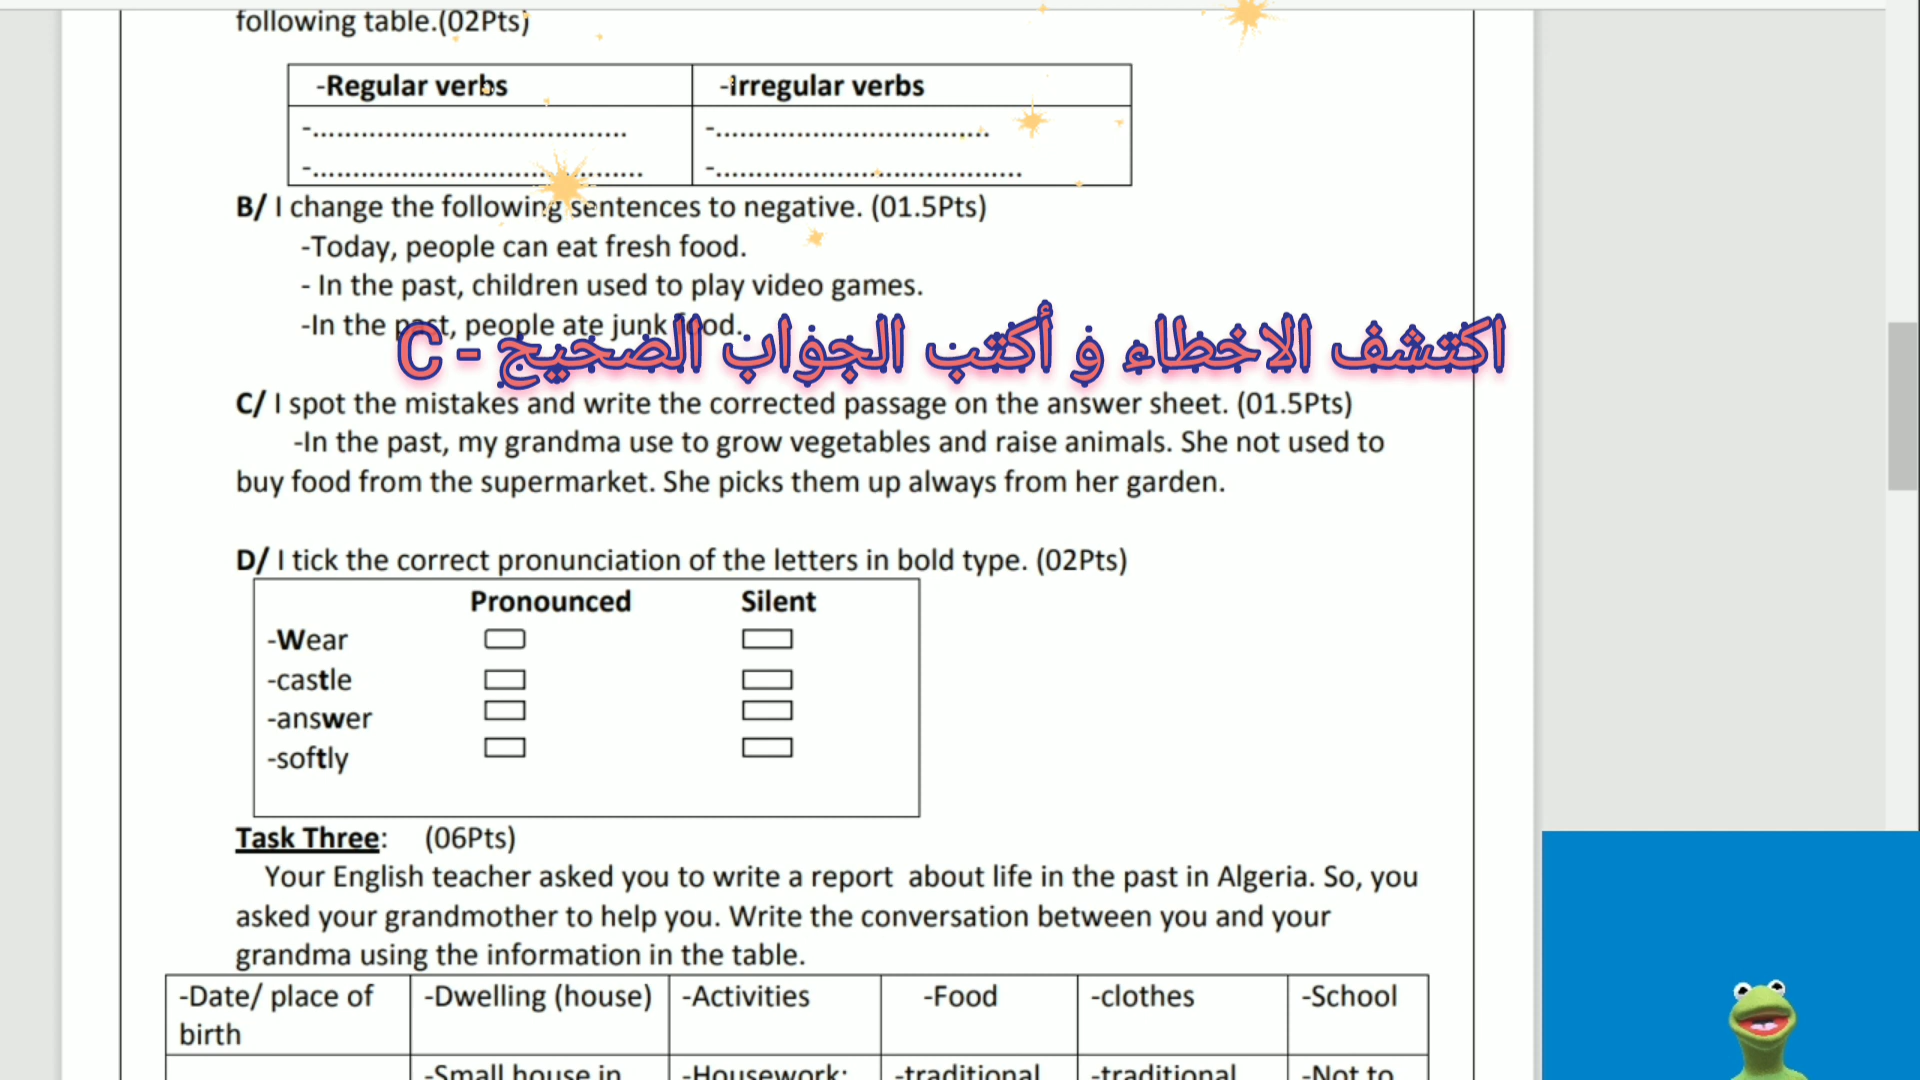 following table.(02Pts)
-Regular verbs -Irregular verbs
-....................................... -..................................
-......................................... -......................................
B/ I change the following sentences to negative. (01.5Pts)
-Today, people can eat fresh food.
- In the past, children used to play video games.
-In the past, people ate junk food.
C - اكتشف الاخطاء و أكتب الجواب الصحيح
C/ I spot the mistakes and write the corrected passage on the answer sheet. (01.5Pts)
-In the past, my grandma use to grow vegetables and raise animals. She not used to
buy food from the supermarket. She picks them up always from her garden.
D/ I tick the correct pronunciation of the letters in bold type. (02Pts)
Pronounced Silent
-Wear
-castle
-answer
-softly
Task Three: (06Pts)
Your English teacher asked you to write a report about life in the past in Algeria. So, you
asked your grandmother to help you. Write the conversation between you and your
grandma using the information in the table.
-Date/ place of birth -Dwelling (house) -Activities -Food -clothes -School
-Small house in -Housework: -traditional -traditional -Not to